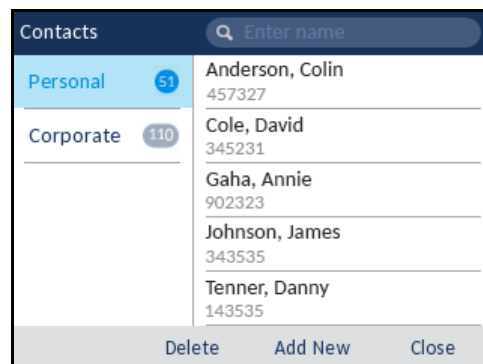 Contacts
Enter name
Personal 51
Corporate 110
Anderson, Colin
457327
Cole, David
345231
Gaha, Annie
902323
Johnson, James
343535
Tenner, Danny
143535
Delete Add New Close